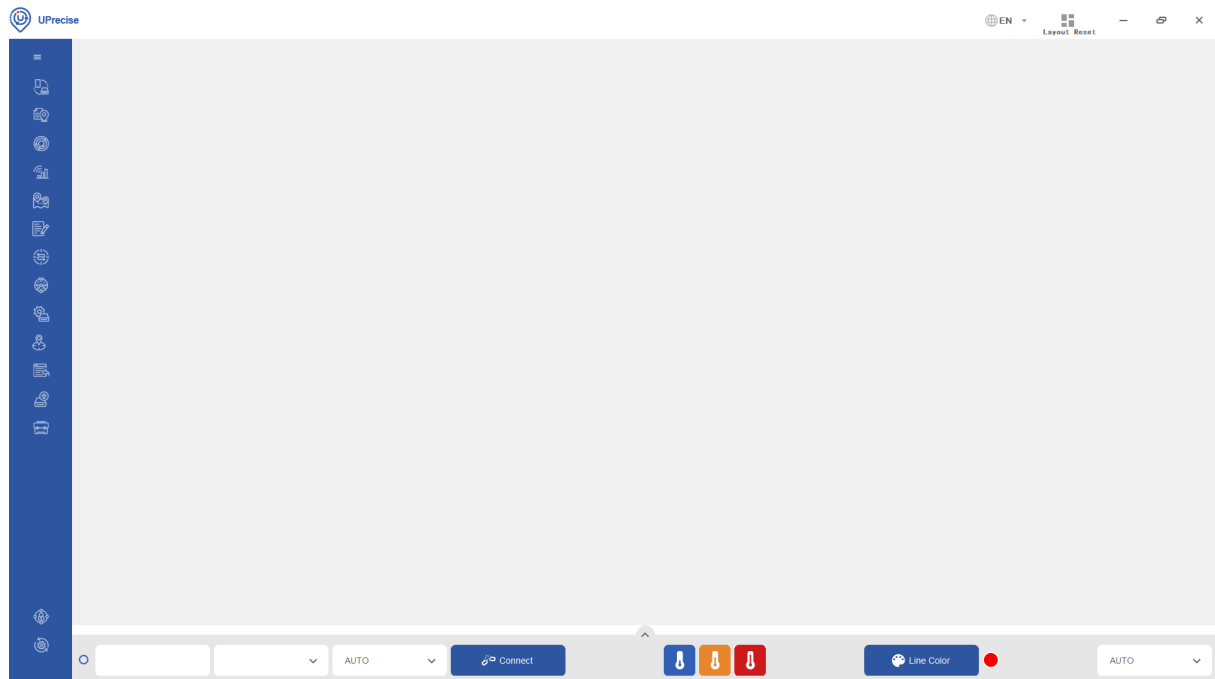 UPrecise
EN
Layout Reset
AUTO
Connect
Line Color
AUTO